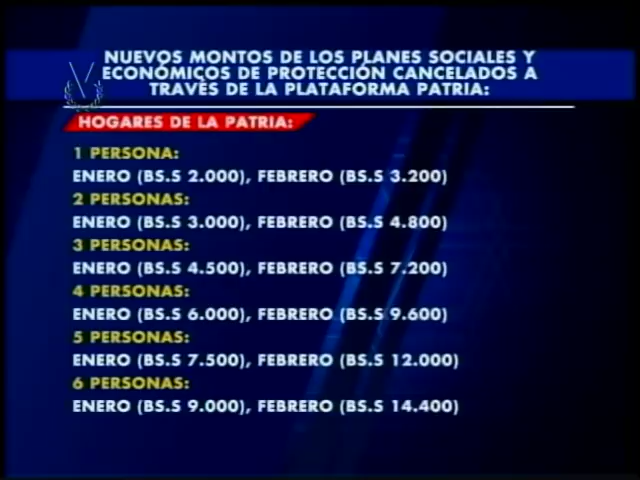 NUEVOS MONTOS DE LOS PLANES SOCIALES Y
ECONÓMICOS DE PROTECCIÓN CANCELADOS A
TRAVÉS DE LA PLATAFORMA PATRIA:
HOGARES DE LA PATRIA:
1 PERSONA:
ENERO (BS.S 2.000), FEBRERO (BS.S 3.200)
2 PERSONAS:
ENERO (BS.S 3.000), FEBRERO (BS.S 4.800)
3 PERSONAS:
ENERO (BS.S 4.500), FEBRERO (BS.S 7.200)
4 PERSONAS:
ENERO (BS.S 6.000), FEBRERO (BS.S 9.600)
5 PERSONAS:
ENERO (BS.S 7.500), FEBRERO (BS.S 12.000)
6 PERSONAS:
ENERO (BS.S 9.000), FEBRERO (BS.S 14.400)